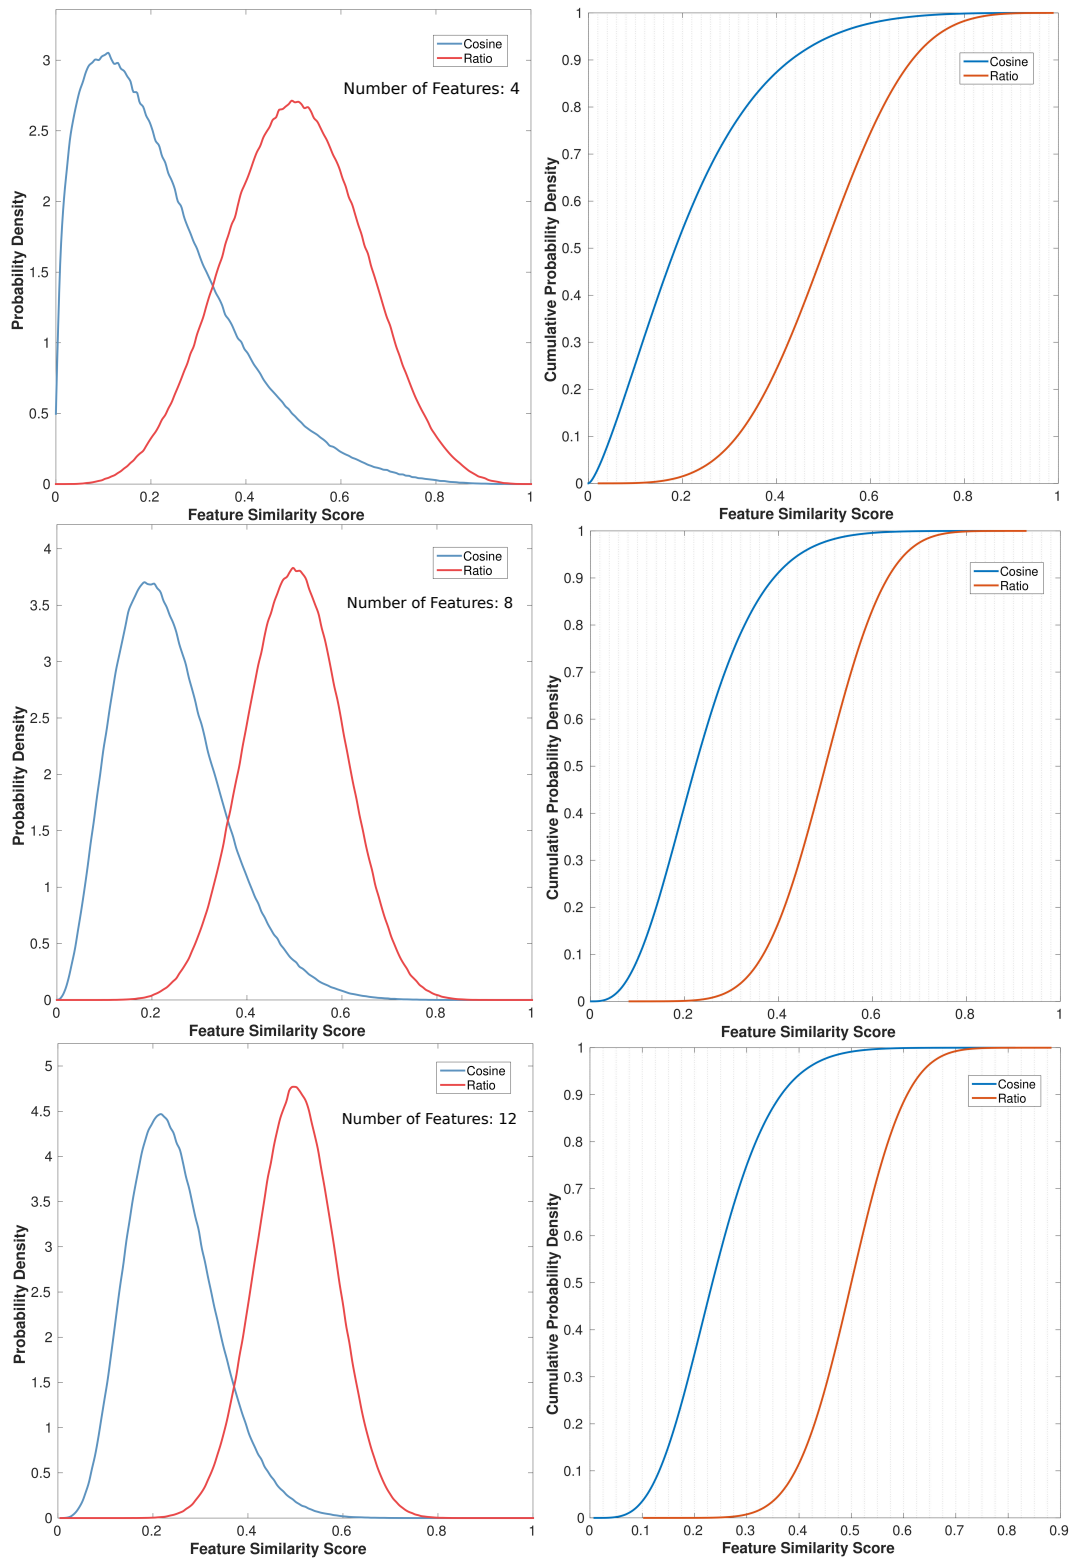 Cosine
Ratio
Number of Features: 4
3
2.5
2
1.5
1
0.5
0
Probability Density
0 0.2 0.4 0.6 0.8 1
Feature Similarity Score
1
0.9
0.8
0.7
0.6
0.5
0.4
0.3
0.2
0.1
0
Cumulative Probability Density
Cosine
Ratio
0 0.2 0.4 0.6 0.8 1
Feature Similarity Score
Cosine
Ratio
Number of Features: 8
4
3.5
3
2.5
2
1.5
1
0.5
0
Probability Density
0 0.2 0.4 0.6 0.8 1
Feature Similarity Score
1
0.9
0.8
0.7
0.6
0.5
0.4
0.3
0.2
0.1
0
Cumulative Probability Density
Cosine
Ratio
0 0.2 0.4 0.6 0.8 1
Feature Similarity Score
Cosine
Ratio
Number of Features: 12
5
4.5
4
3.5
3
2.5
2
1.5
1
0.5
0
Probability Density
0 0.2 0.4 0.6 0.8 1
Feature Similarity Score
1
0.9
0.8
0.7
0.6
0.5
0.4
0.3
0.2
0.1
0
Cumulative Probability Density
Cosine
Ratio
0 0.1 0.2 0.3 0.4 0.5 0.6 0.7 0.8 0.9
Feature Similarity Score